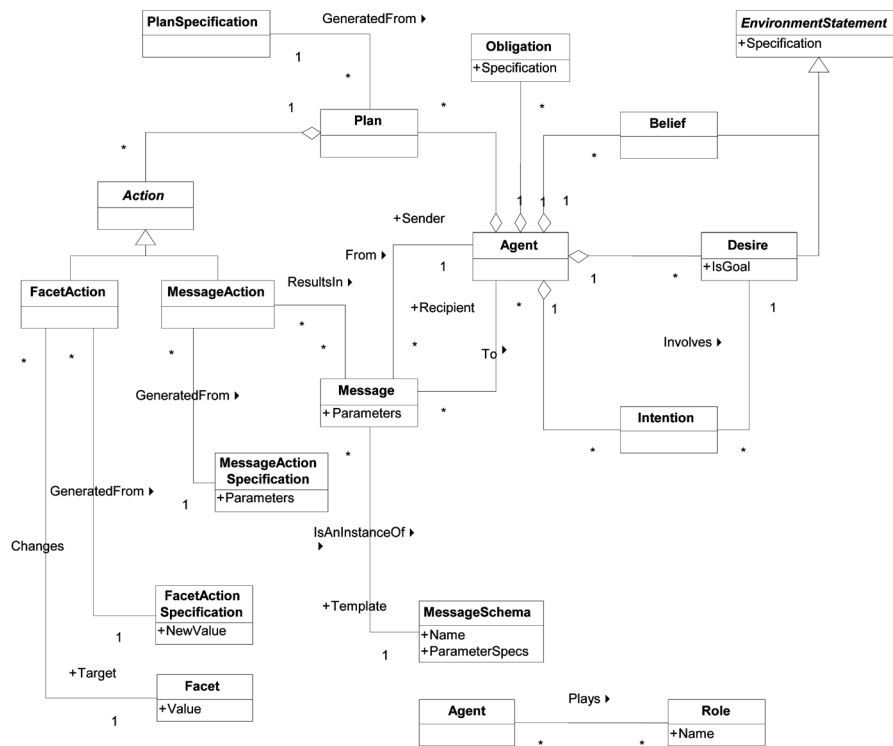 GeneratedFrom ▸
PlanSpecification
EnvironmentStatement
+Specification
Obligation
+Specification
1
*
1
*
*
Plan
Belief
*
*
Action
1
1
1
+Sender
Agent
Desire
+IsGoal
From ▸
1
1
*
ResultsIn
▸
FacetAction
MessageAction
+Recipient
*
1
1
*
*
*
*
*
*
To ▸
Involves ▸
Message
+ Parameters
GeneratedFrom ▸
*
Intention
*
*
*
MessageAction
Specification
+Parameters
GeneratedFrom ▸
1
IsAnInstanceOf ▸
▸
Changes
FacetAction
Specification
+NewValue
+Template
MessageSchema
+Name
+ParameterSpecs
1
1
+Target
Facet
+Value
1
Agent
Plays ▸
Role
+Name
*
*